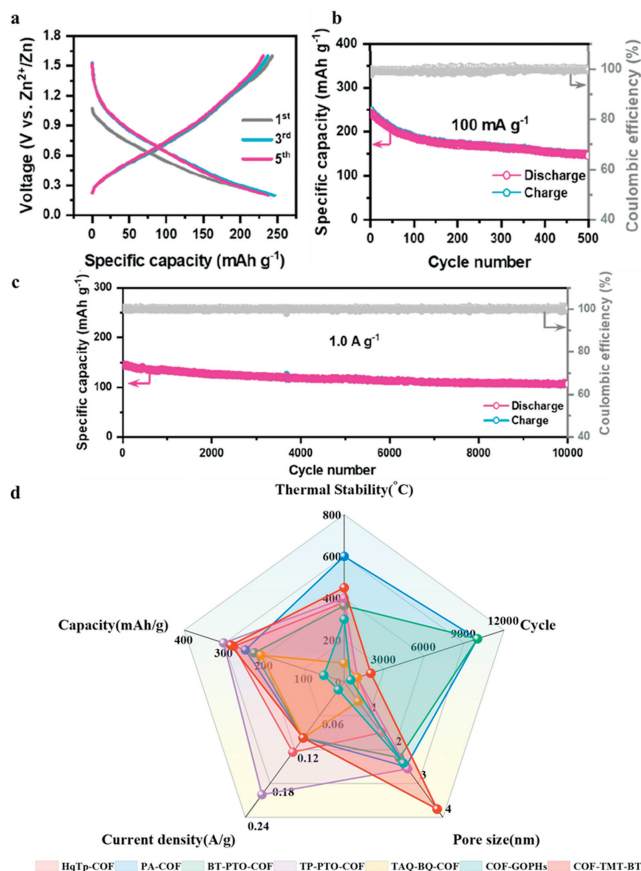 a
b
Voltage (V vs. Zn2+/Zn)
1.8
1.5
1.2
0.9
0.6
0.3
0.0
1st
3rd
5th
0 50 100 150 200 250 300
Specific capacity (mAh g-1)
Specific capacity (mAh g-1)
400
350
300
250
200
150
100
50
0
100 mA g-1
Discharge
Charge
0 100 200 300 400 500
Cycle number
100
80
60
40
Coulombic efficiency (%)
c
Specific capacity (mAh g-1)
300
200
150
100
0
1.0 A g-1
Discharge
Charge
0 2000 4000 6000 8000 10000
Cycle number
100
80
70
60
40
Coulombic efficiency (%)
d
Thermal Stability(°C)
800
600
400
200
Cycle
12000
9000
6000
3000
Capacity(mAh/g)
400
300
200
100
0.06
0.12
0.18
0.24
Current density(A/g)
1
2
3
4
Pore size(nm)
HqTp-COF PA-COF BT-PTO-COF TP-PTO-COF TAQ-BQ-COF COF-GOPHs COF-TMT-BT